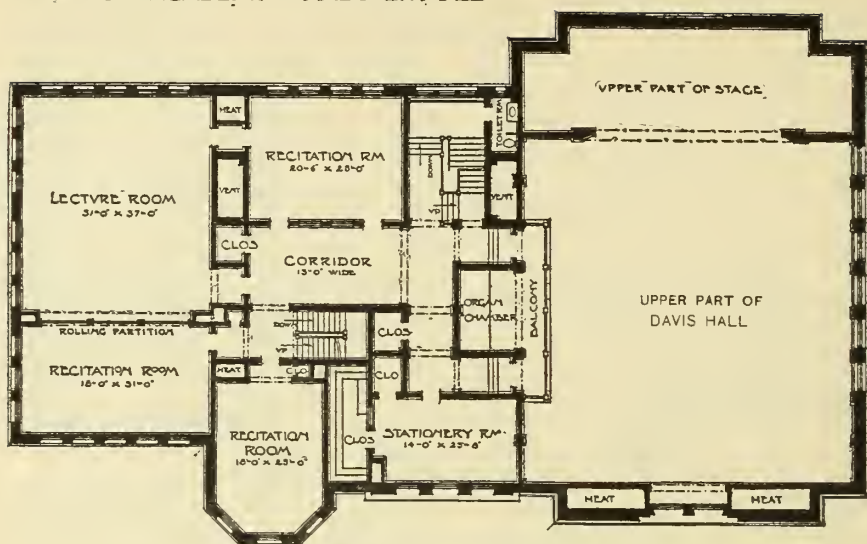 UPPER PART OF STAGE
HEAT
TOILET RM
RECITATION RM
20-6" X 28-0"
DOWN
LECTVRE ROOM
31-0" X 37-0"
VENT
VENT
UP
CLOS
CORRIDOR
13-0" WIDE
ORGAN
CHAMBER
BALCONY
UPPER PART OF
DAVIS HALL
DOWN
CLOS
ROLLING PARTITION
UP
RECITATION ROOM
18-0" X 31-0"
HEAT
CLO
CLO
RECITATION
ROOM
18-0" X 25-0"
CLOS
STATIONERY RM
14-0" X 25-8"
HEAT
HEAT